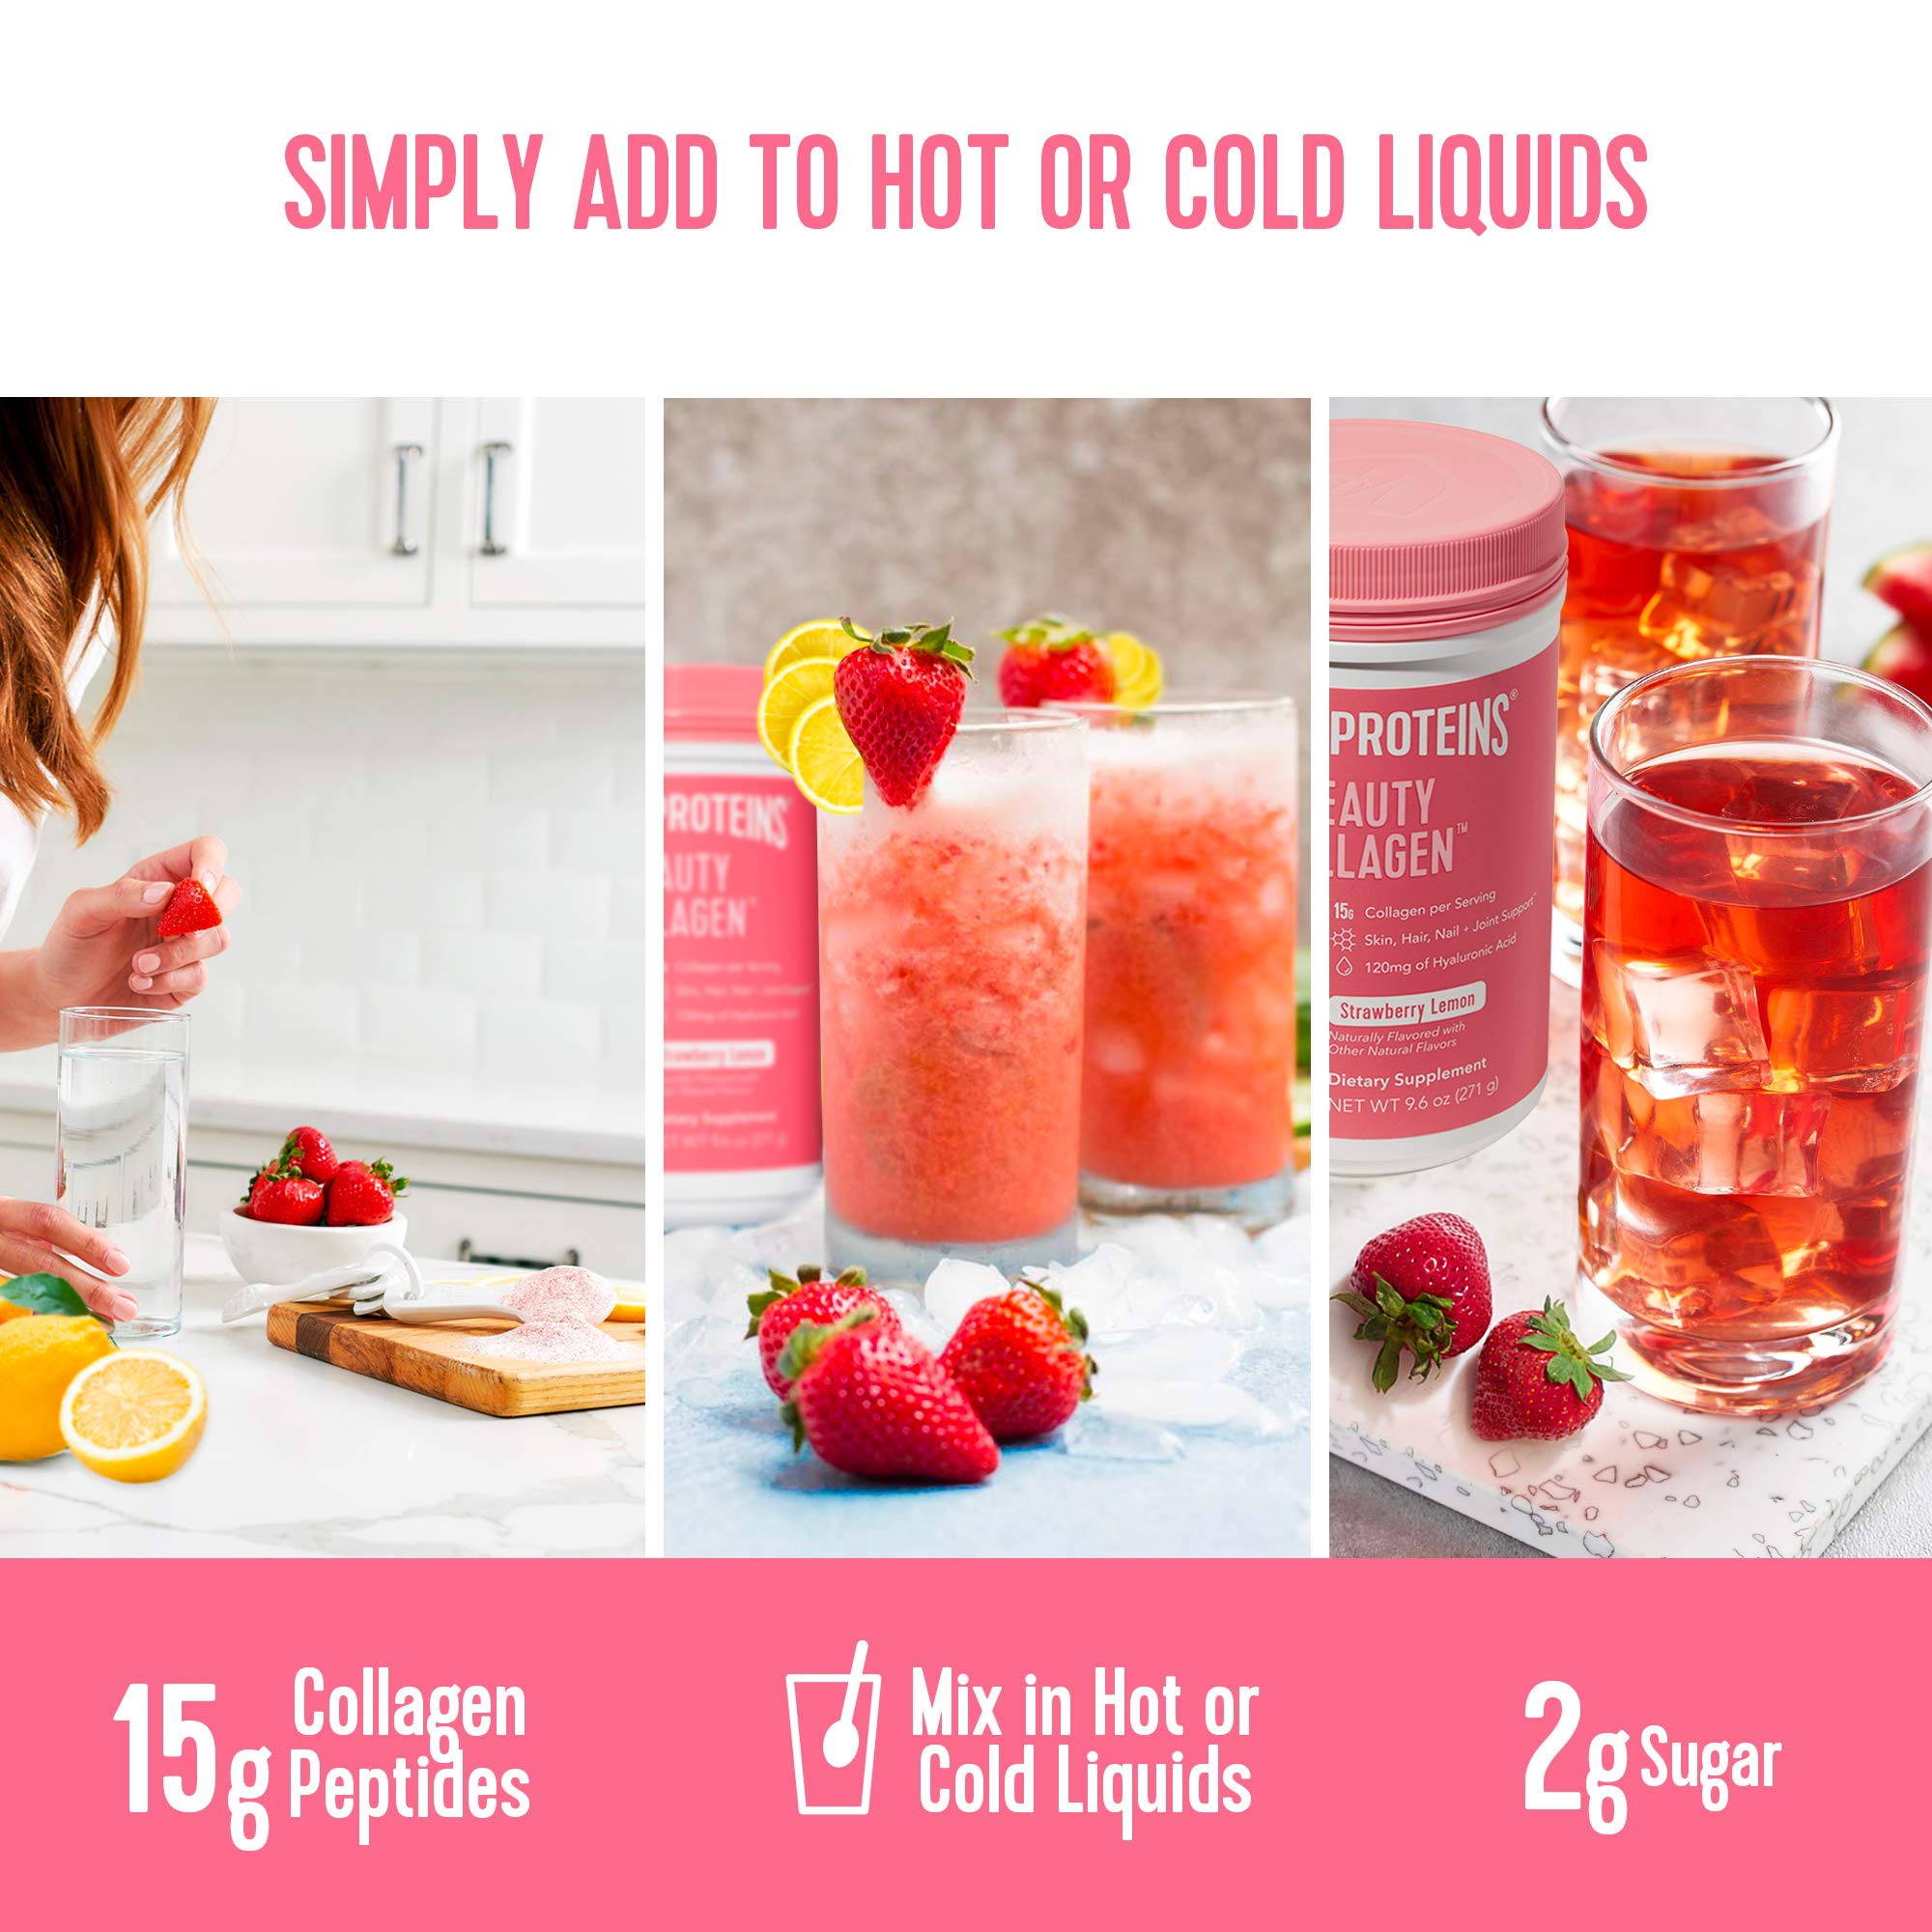 SIMPLY ADD TO HOT OR COLD LIQUIDS
PROTEINS
AUTY
LAGEN
PROTEINS®
EAUTY
LLAGEN™
15G Collagen per Serving
Skin, Hair, Nail + Joint Support*
120mg of Hyaluronic Acid
Strawberry Lemon
Naturally Flavored with
Other Natural Flavors
Dietary Supplement
NET WT 9.6 oz (271 g)
15g Collagen
Peptides
Mix in Hot or
Cold Liquids
2g Sugar